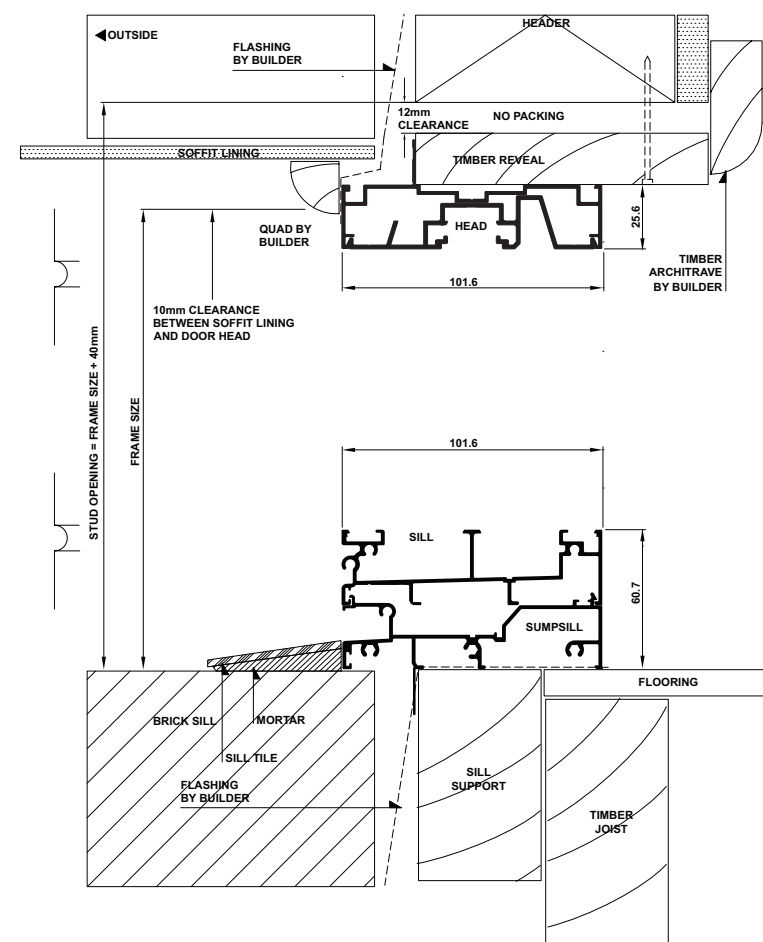 OUTSIDE
HEADER
FLASHING
BY BUILDER
12mm
CLEARANCE
NO PACKING
SOFFIT LINING
TIMBER REVEAL
25.6
HEAD
QUAD BY
BUILDER
TIMBER
ARCHITRAVE
BY BUILDER
101.6
10mm CLEARANCE
BETWEEN SOFFIT LINING
AND DOOR HEAD
STUD OPENING = FRAME SIZE + 40mm
FRAME SIZE
101.6
SILL
60.7
SUMPSILL
FLOORING
BRICK SILL
MORTAR
SILL TILE
FLASHING
BY BUILDER
SILL
SUPPORT
TIMBER
JOIST